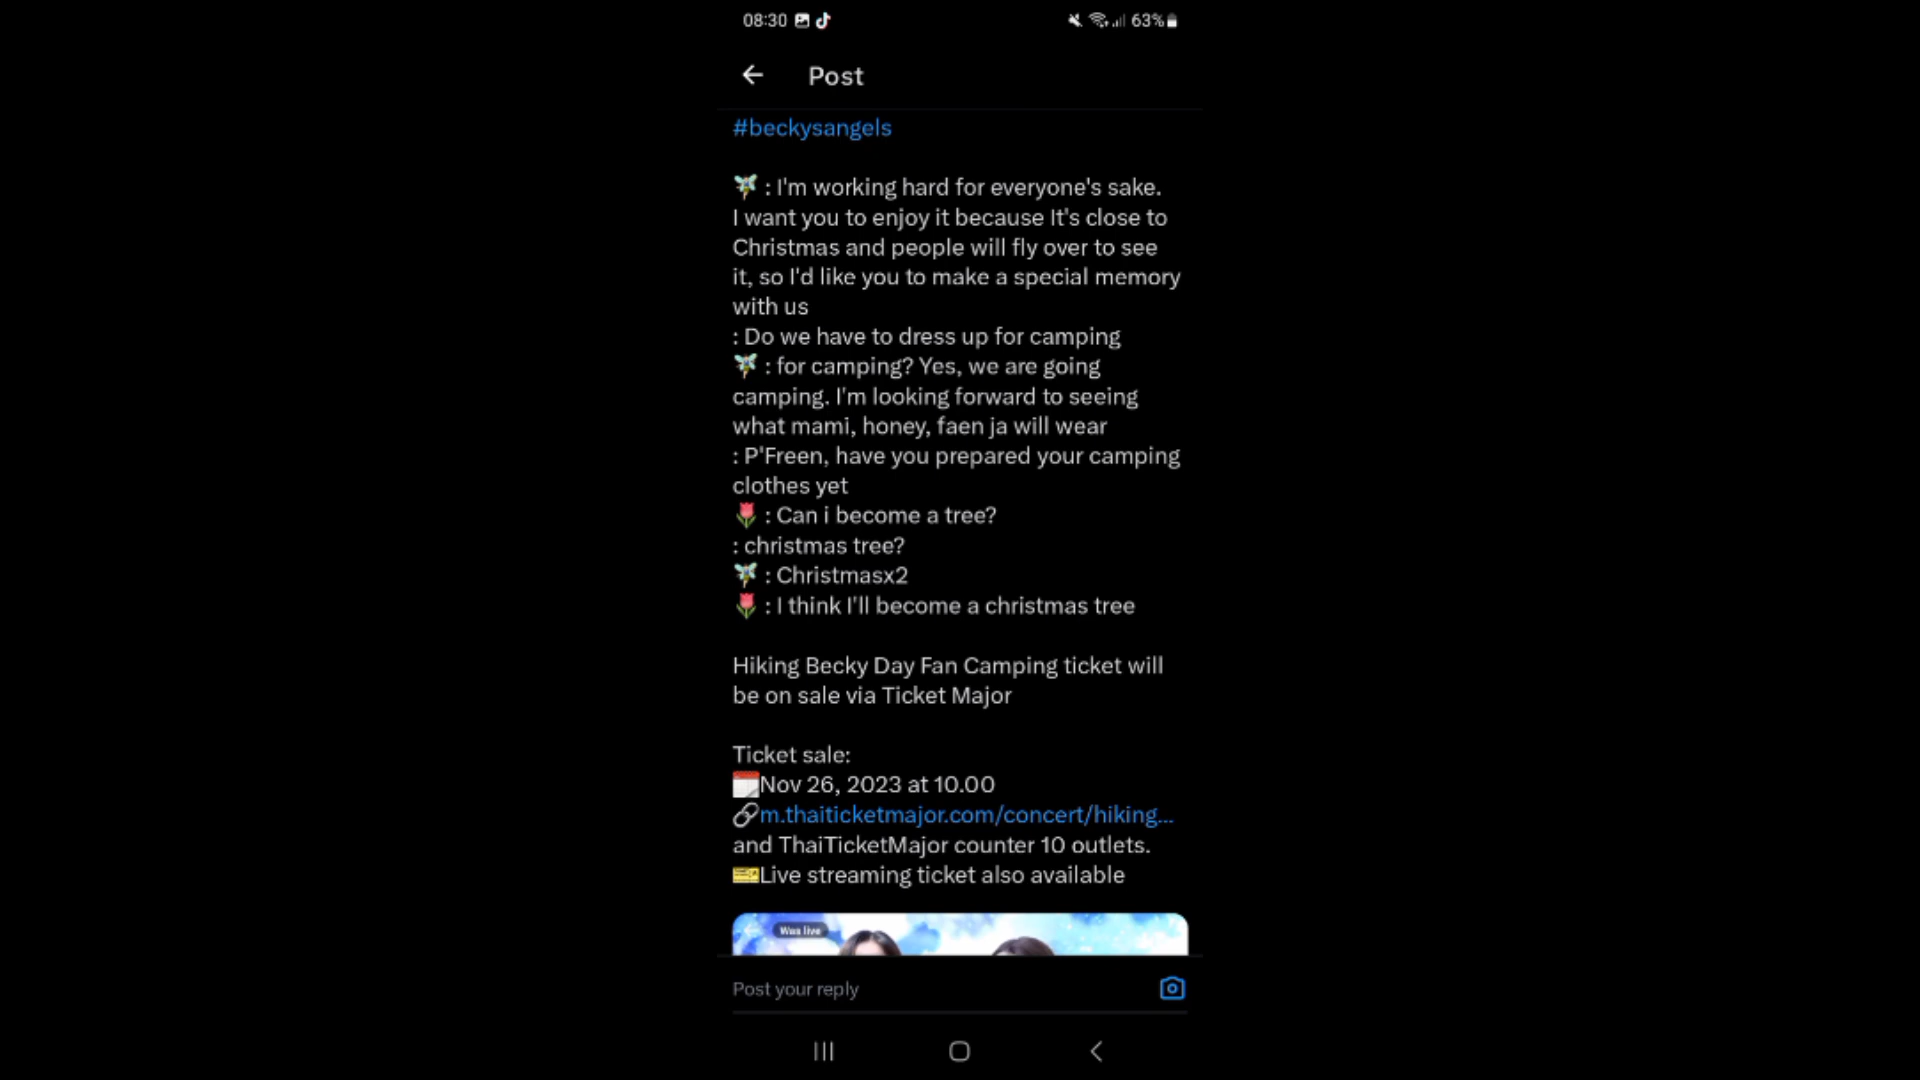 08:30 63%
Post
#beckysangels
🧚 : I'm working hard for everyone's sake.
I want you to enjoy it because It's close to
Christmas and people will fly over to see
it, so I'd like you to make a special memory
with us
: Do we have to dress up for camping
🧚 : for camping? Yes, we are going
camping. I'm looking forward to seeing
what mami, honey, faen ja will wear
: P'Freen, have you prepared your camping
clothes yet
🌷 : Can i become a tree?
: christmas tree?
🧚 : Christmasx2
🌷 : I think I'll become a christmas tree
Hiking Becky Day Fan Camping ticket will
be on sale via Ticket Major
Ticket sale:
🗓Nov 26, 2023 at 10.00
🔗m.thaiticketmajor.com/concert/hiking...
and ThaiTicketMajor counter 10 outlets.
🎫Live streaming ticket also available
Was live
Post your reply